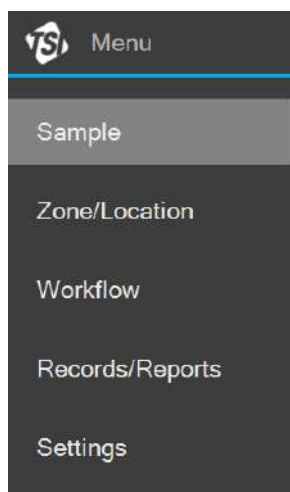 TSI Menu
Sample
Zone/Location
Workflow
Records/Reports
Settings